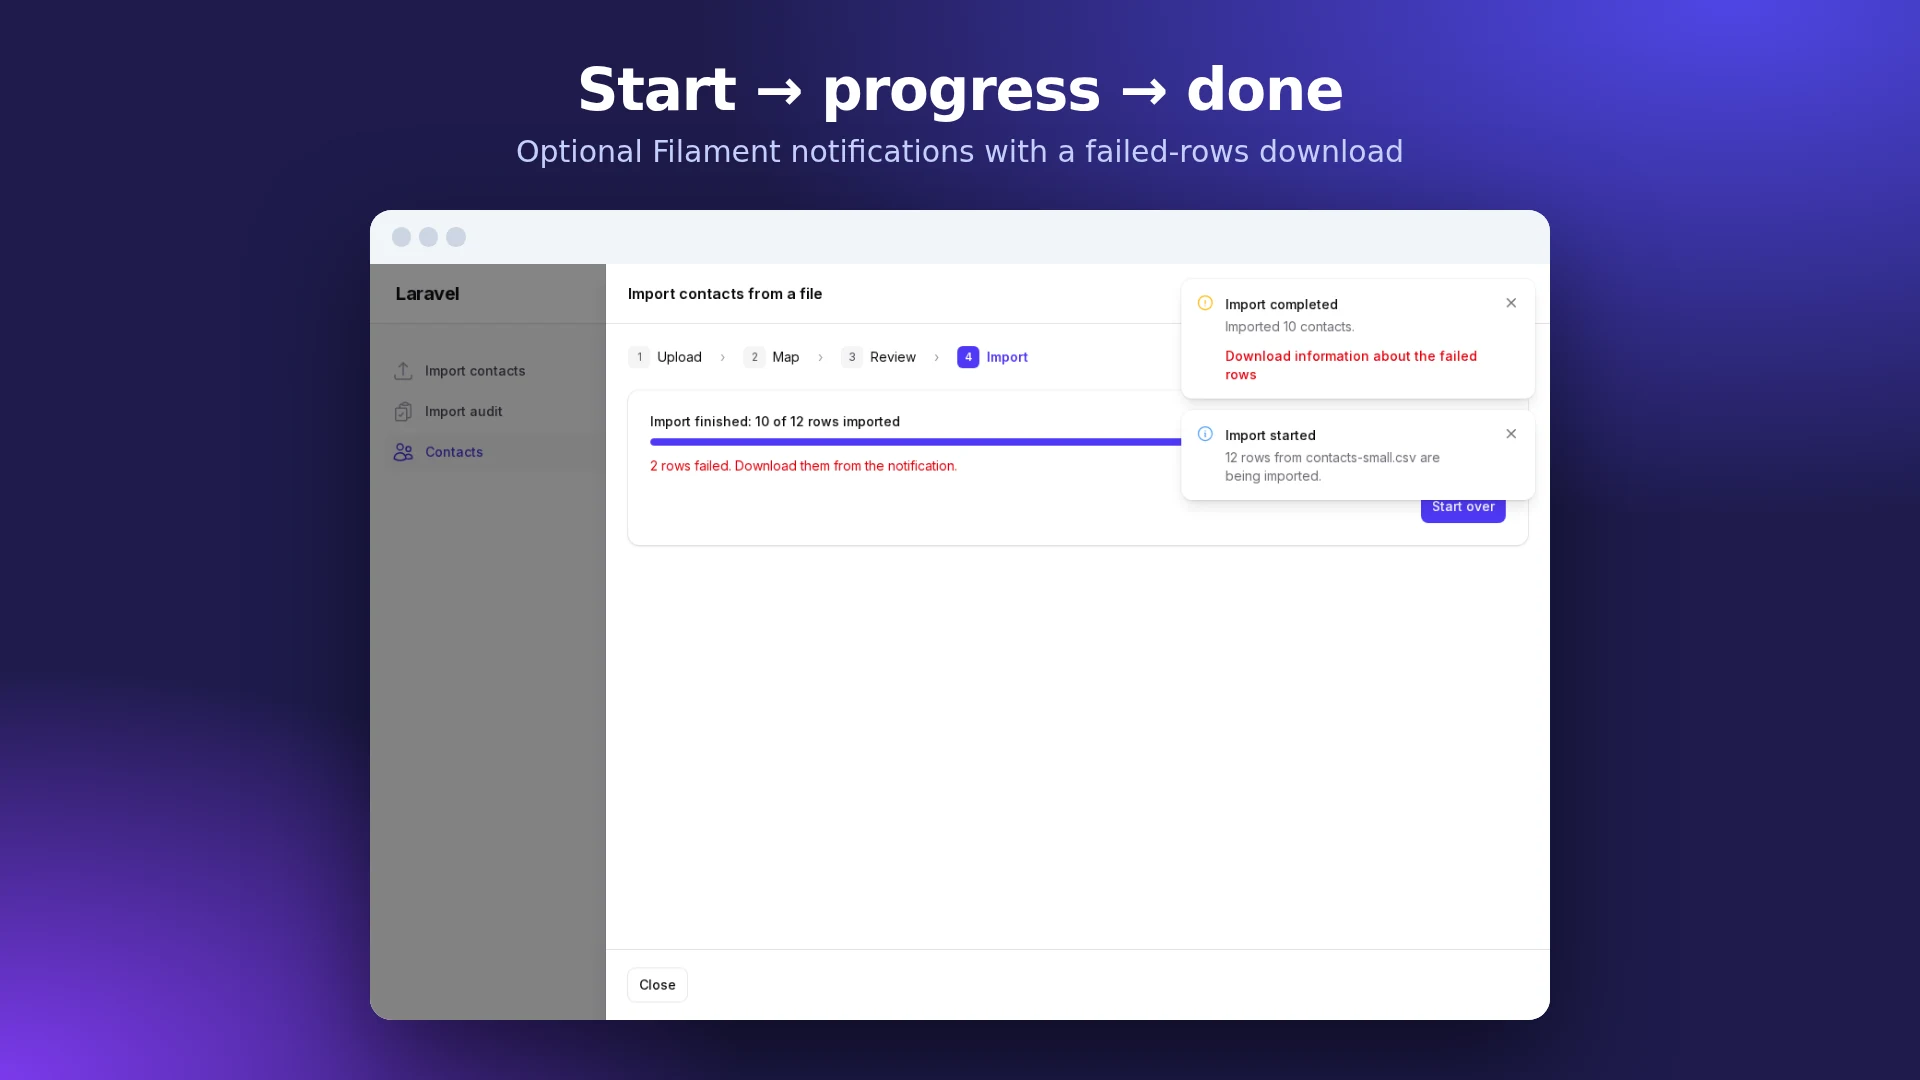 Start → progress → done
Optional Filament notifications with a failed-rows download
Laravel
Import contacts
Import audit
Contacts
Import contacts from a file
1 Upload › 2 Map › 3 Review › 4 Import
Import finished: 10 of 12 rows imported
2 rows failed. Download them from the notification.
Import completed
Imported 10 contacts.
Download information about the failed
rows
Import started
12 rows from contacts-small.csv are
being imported.
Start over
Close